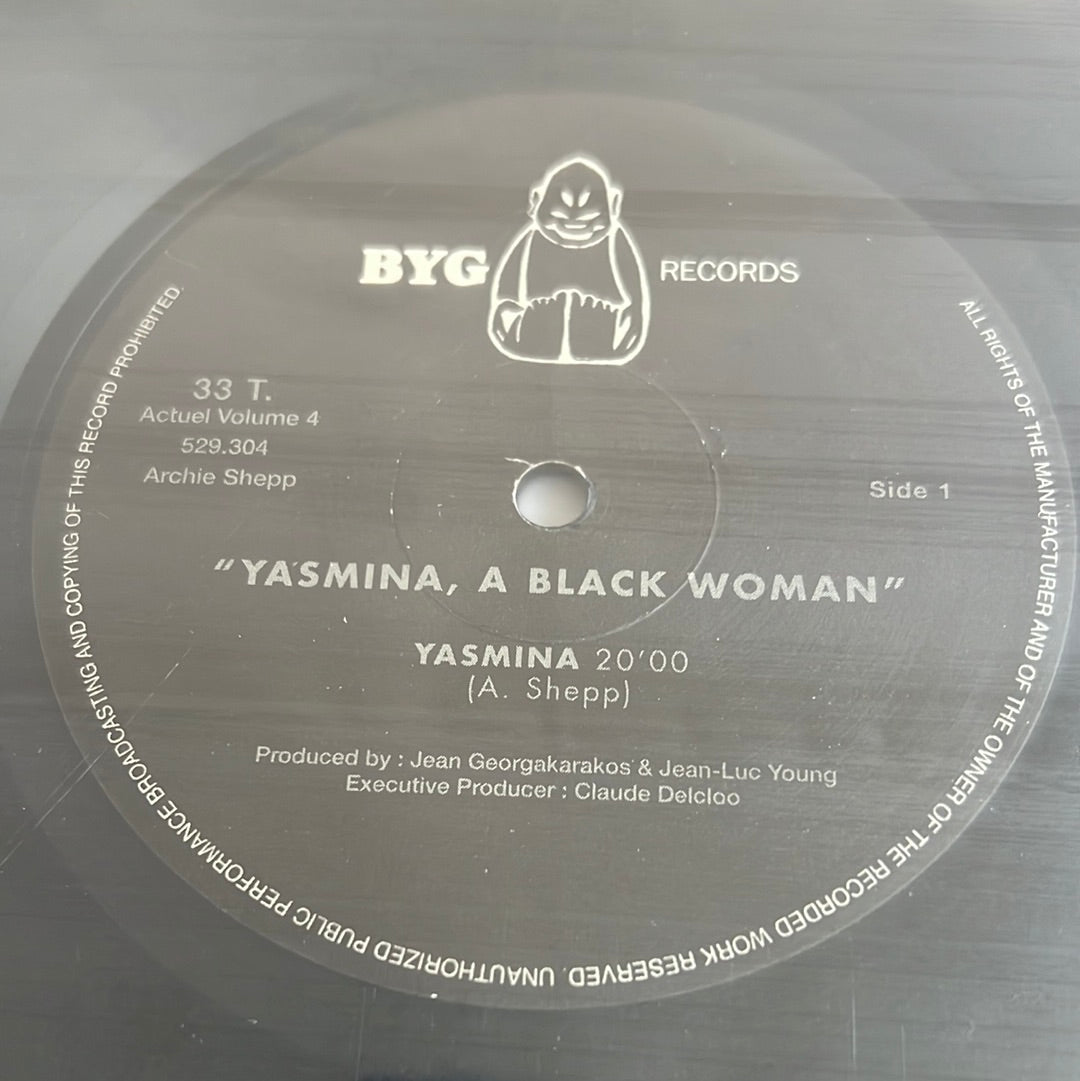 BYG RECORDS
33 T.
Actuel Volume 4
529.304
Archie Shepp
Side 1
"YASMINA, A BLACK WOMAN"
YASMINA 20'00
(A. Shepp)
Produced by : Jean Georgakarakos & Jean-Luc Young
Executive Producer : Claude Delcloo
ALL RIGHTS OF THE MANUFACTURER AND OF THE OWNER OF THE RECORDED WORK RESERVED. UNAUTHORIZED PUBLIC PERFORMANCE BROADCASTING AND COPYING OF THIS RECORD PROHIBITED.